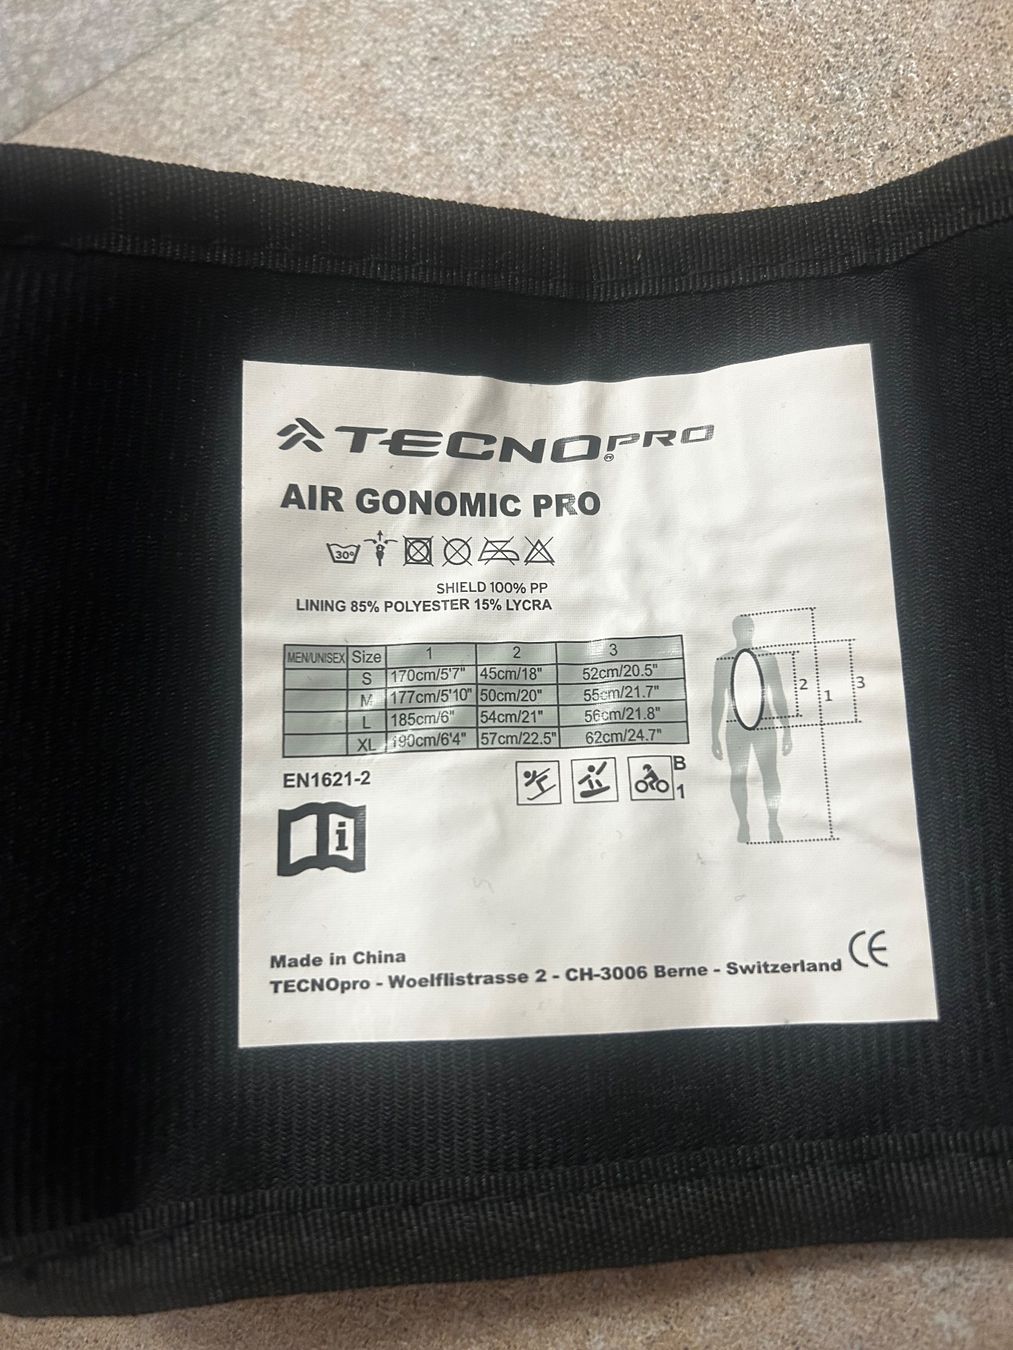 TECNOPRO®
AIR GONOMIC PRO
30°
SHIELD 100% PP
LINING 85% POLYESTER 15% LYCRA
MEN/UNISEX Size 1 2 3
S 170cm/5'7" 45cm/18" 52cm/20.5"
M 177cm/5'10" 50cm/20" 55cm/21.7"
L 185cm/6" 54cm/21" 56cm/21.8"
XL 190cm/6'4" 57cm/22.5" 62cm/24.7"
2 1 3
EN1621-2
B
1
i
Made in China
TECNOpro - Woelflistrasse 2 - CH-3006 Berne - Switzerland
CE